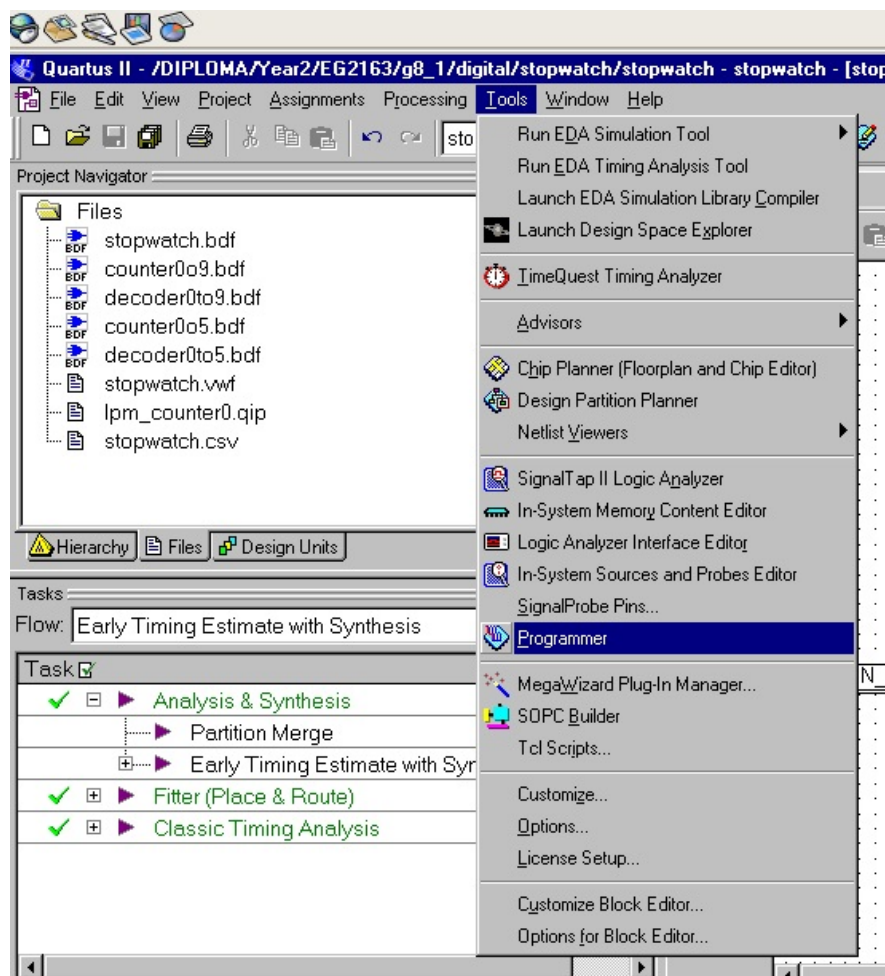 Quartus II - /DIPLOMA/Year2/EG2163/g8_1/digital/stopwatch/stopwatch - stopwatch - [stop
File Edit View Project Assignments Processing Tools Window Help
sto
Project Navigator
Files
stopwatch.bdf
counter0o9.bdf
decoder0to9.bdf
counter0o5.bdf
decoder0to5.bdf
stopwatch.vwf
lpm_counter0.qip
stopwatch.csv
Hierarchy Files Design Units
Tasks
Flow: Early Timing Estimate with Synthesis
Task
Analysis & Synthesis
Partition Merge
Early Timing Estimate with Syr
Fitter (Place & Route)
Classic Timing Analysis
Run EDA Simulation Tool
Run EDA Timing Analysis Tool
Launch EDA Simulation Library Compiler
Launch Design Space Explorer
TimeQuest Timing Analyzer
Advisors
Chip Planner (Floorplan and Chip Editor)
Design Partition Planner
Netlist Viewers
SignalTap II Logic Analyzer
In-System Memory Content Editor
Logic Analyzer Interface Editor
In-System Sources and Probes Editor
SignalProbe Pins...
Programmer
MegaWizard Plug-In Manager...
SOPC Builder
Tcl Scripts...
Customize...
Options...
License Setup...
Customize Block Editor...
Options for Block Editor...
N_